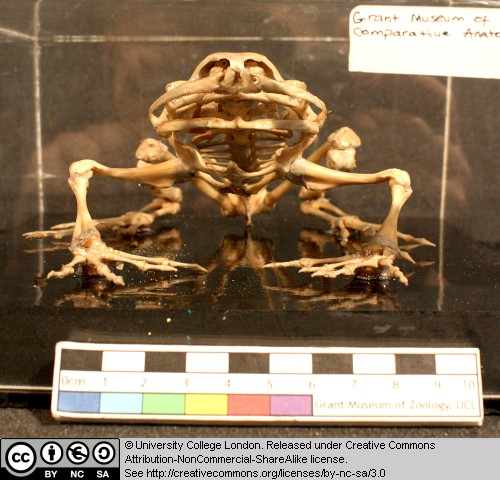 Grant Museum of
Comparative Anato
0cm 1 2 3 4 5 6 7 8 9 10
Grant Museum of Zoology, UCL
cc BY NC SA
© University College London. Released under Creative Commons
Attribution-NonCommercial-ShareAlike license.
See http://creativecommons.org/licenses/by-nc-sa/3.0